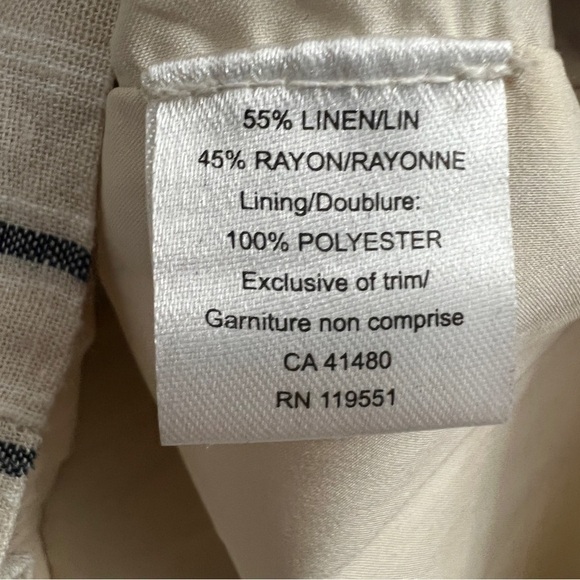 55% LINEN/LIN
45% RAYON/RAYONNE
Lining/Doublure:
100% POLYESTER
Exclusive of trim/
Garniture non comprise
CA 41480
RN 119551